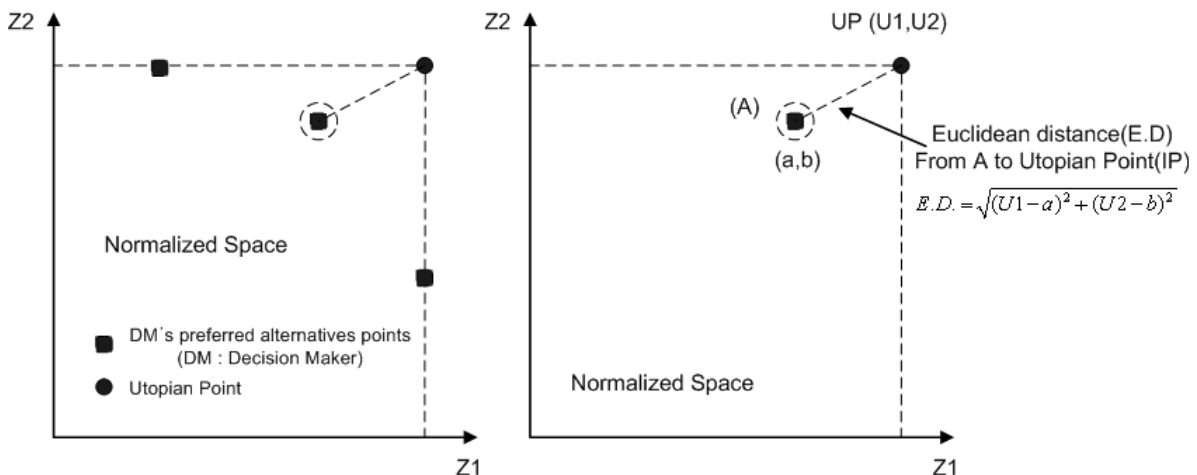 Z2
Normalized Space
DM's preferred alternatives points
(DM : Decision Maker)
Utopian Point
Z1
Z2
UP (U1,U2)
(A)
(a,b)
Euclidean distance(E.D)
From A to Utopian Point(IP)
E.D. = √(U1-a)² + (U2-b)²
Normalized Space
Z1